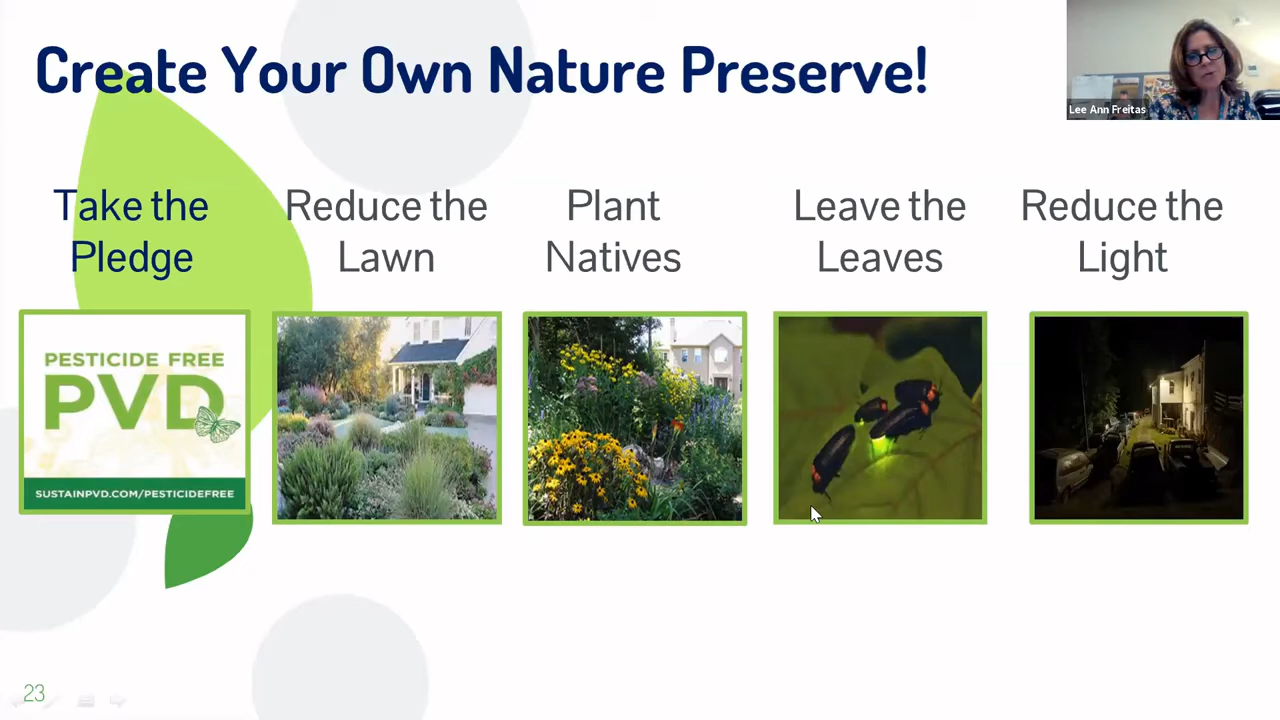 Create Your Own Nature Preserve!
Lee Ann Freitas
Take the
Pledge
Reduce the
Lawn
Plant
Natives
Leave the
Leaves
Reduce the
Light
PESTICIDE FREE
PVD
SUSTAINPVD.COM/PESTICIDEFREE
23